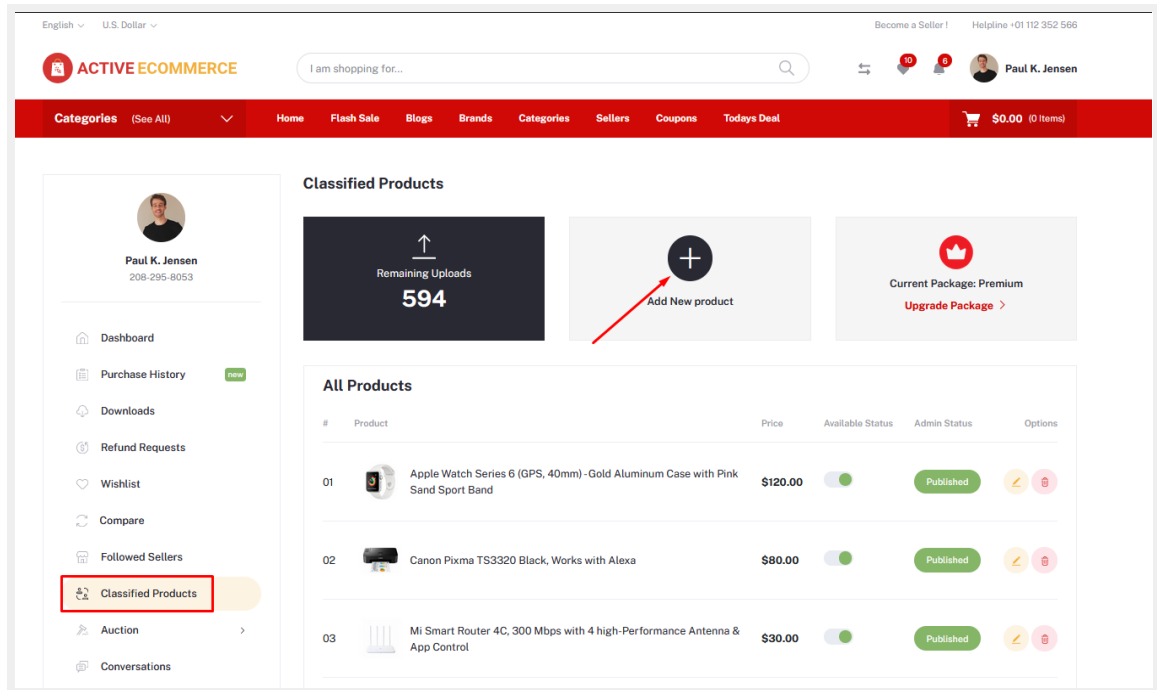 English
U.S. Dollar
Become a Seller !
Helpline +01 112 352 566
ACTIVE ECOMMERCE
I am shopping for...
10
6
Paul K. Jensen
Categories (See All)
Home
Flash Sale
Blogs
Brands
Categories
Sellers
Coupons
Todays Deal
$0.00 (0 Items)
Paul K. Jensen
208-295-8053
Dashboard
Purchase History
new
Downloads
Refund Requests
Wishlist
Compare
Followed Sellers
Classified Products
Auction
Conversations
Classified Products
Remaining Uploads
594
Add New product
Current Package: Premium
Upgrade Package
All Products
#
Product
Price
Available Status
Admin Status
Options
01
Apple Watch Series 6 (GPS, 40mm) - Gold Aluminum Case with Pink
Sand Sport Band
$120.00
Published
02
Canon Pixma TS3320 Black, Works with Alexa
$80.00
Published
03
Mi Smart Router 4C, 300 Mbps with 4 high-Performance Antenna &
App Control
$30.00
Published